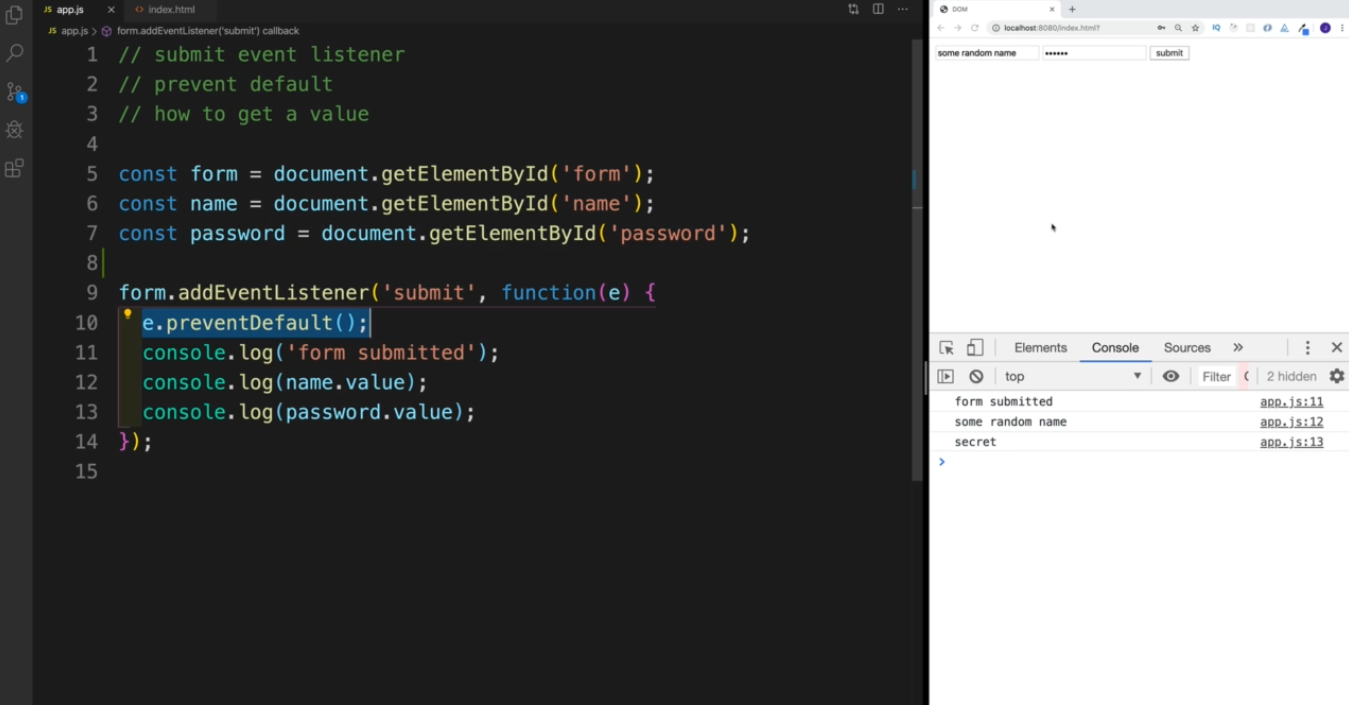 JS app.js × <> index.html
JS app.js > form.addEventListener('submit') callback
1 // submit event listener
2 // prevent default
3 // how to get a value
4
5 const form = document.getElementById('form');
6 const name = document.getElementById('name');
7 const password = document.getElementById('password');
8
9 form.addEventListener('submit', function(e) {
10 e.preventDefault();
11 console.log('form submitted');
12 console.log(name.value);
13 console.log(password.value);
14 });
15
1
DOM × +
localhost:8080/index.html?
IQ
J
some random name •••••• submit
Elements Console Sources »
top Filter 2 hidden
form submitted app.js:11
some random name app.js:12
secret app.js:13
>